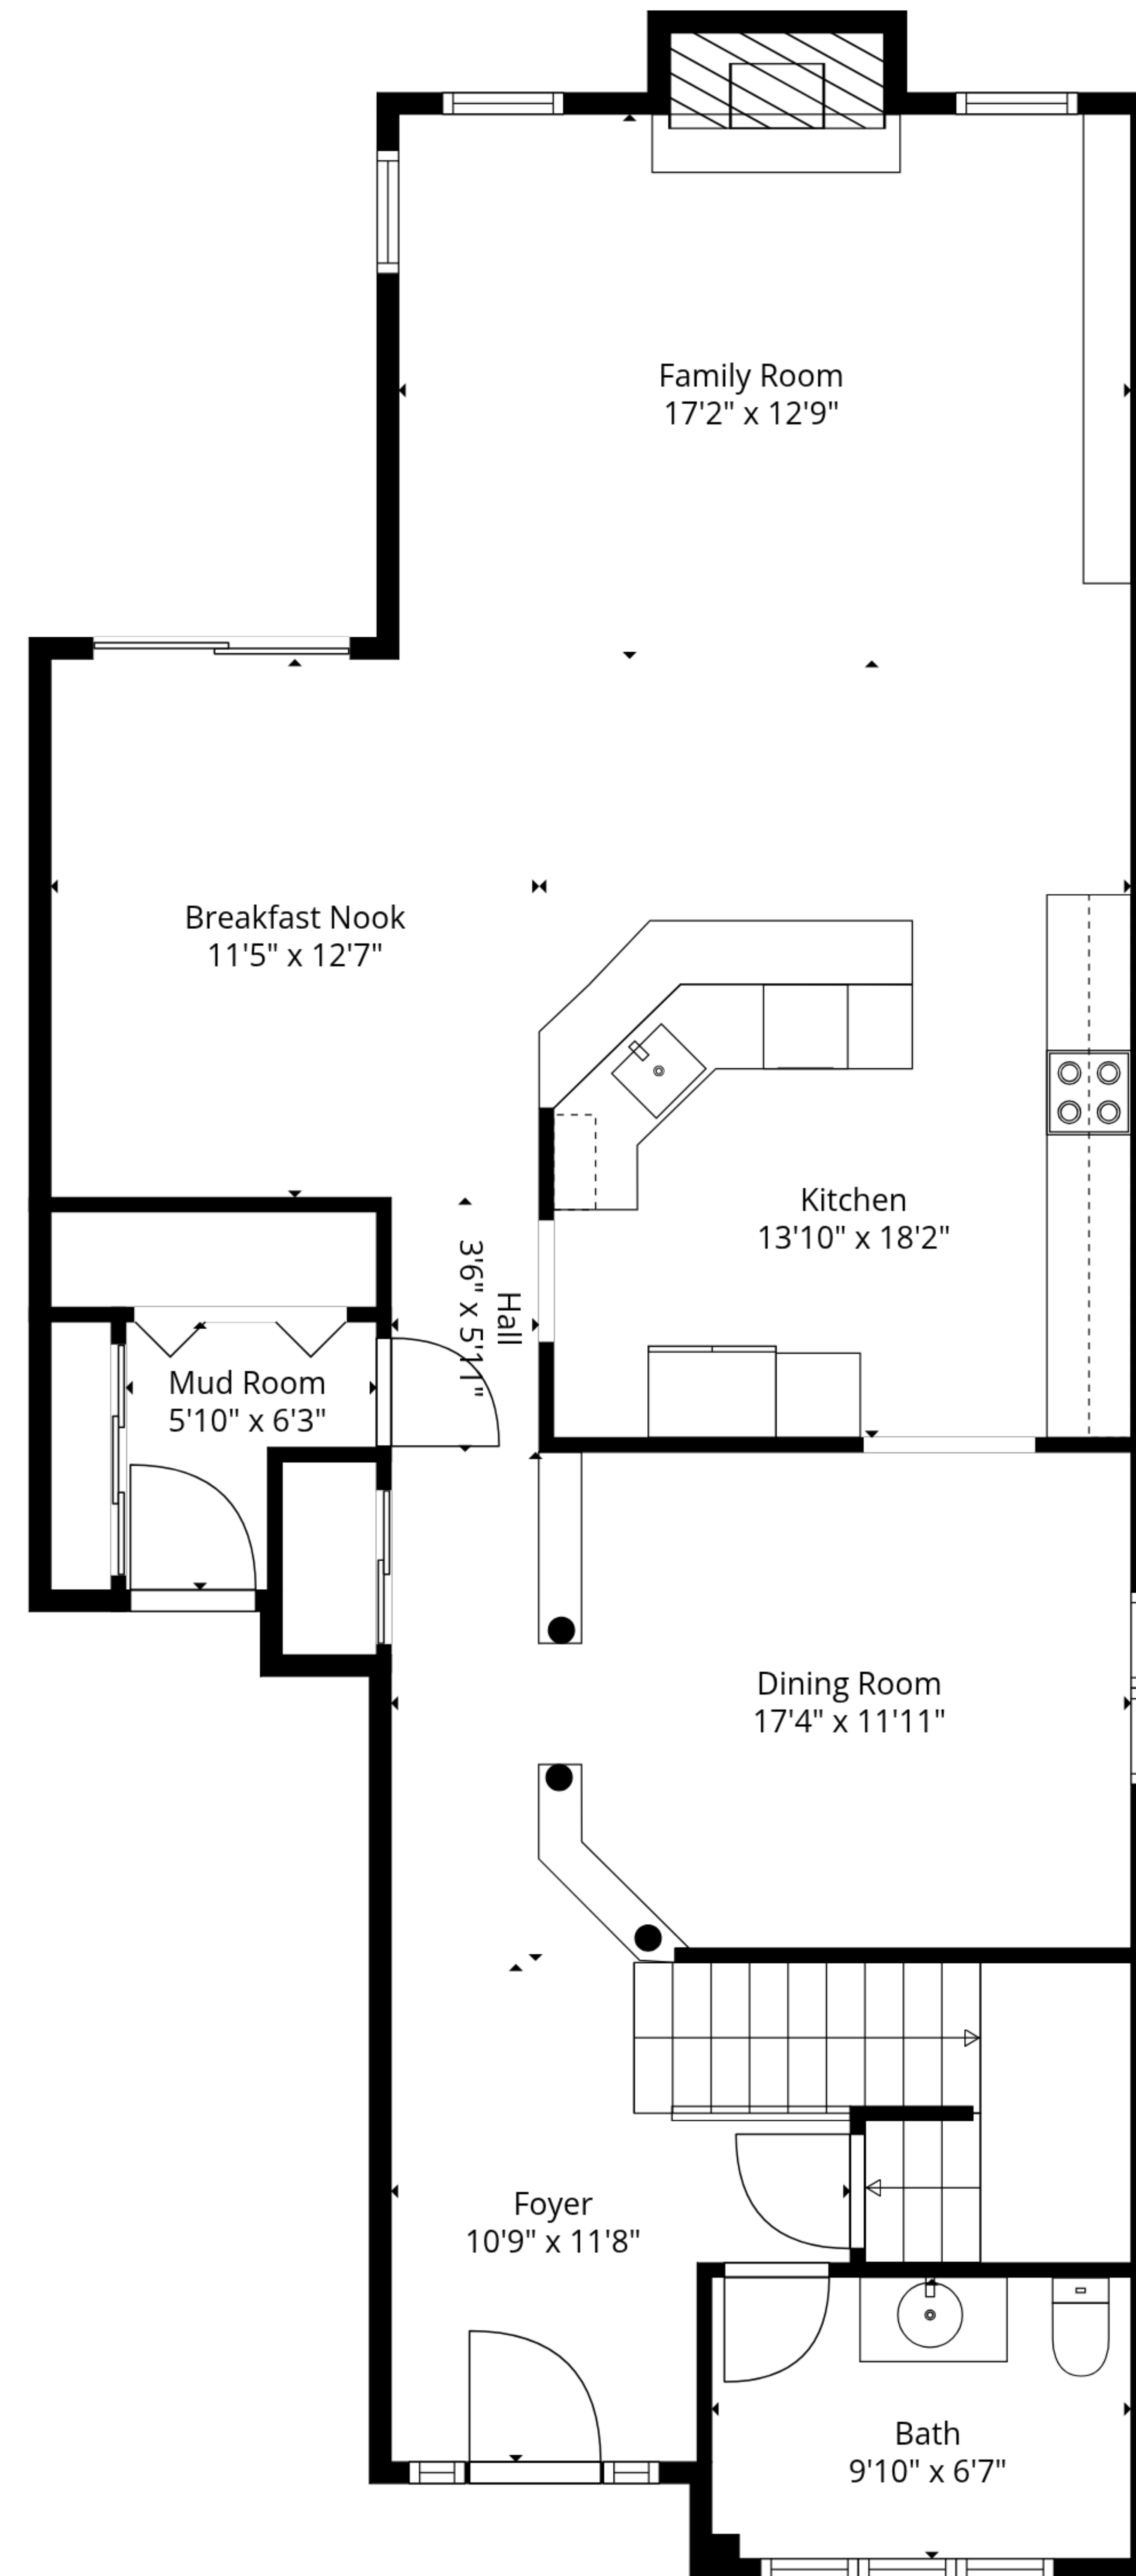 Family Room
17'2" x 12'9"
Breakfast Nook
11'5" x 12'7"
Kitchen
13'10" x 18'2"
Hall
3'6" x 5'11"
Mud Room
5'10" x 6'3"
Dining Room
17'4" x 11'11"
Foyer
10'9" x 11'8"
Bath
9'10" x 6'7"